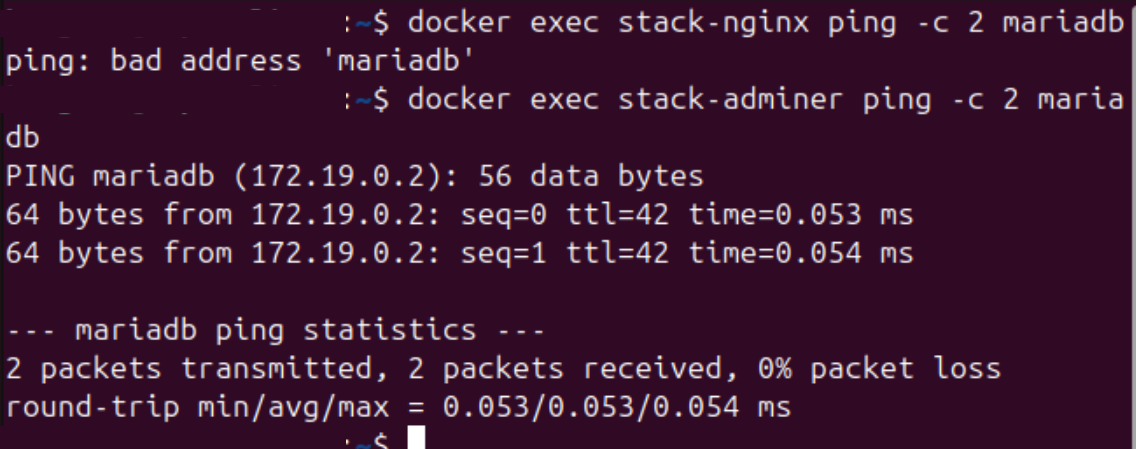 :~$ docker exec stack-nginx ping -c 2 mariadb
ping: bad address 'mariadb'
:~$ docker exec stack-adminer ping -c 2 maria
db
PING mariadb (172.19.0.2): 56 data bytes
64 bytes from 172.19.0.2: seq=0 ttl=42 time=0.053 ms
64 bytes from 172.19.0.2: seq=1 ttl=42 time=0.054 ms
--- mariadb ping statistics ---
2 packets transmitted, 2 packets received, 0% packet loss
round-trip min/avg/max = 0.053/0.053/0.054 ms
:~$